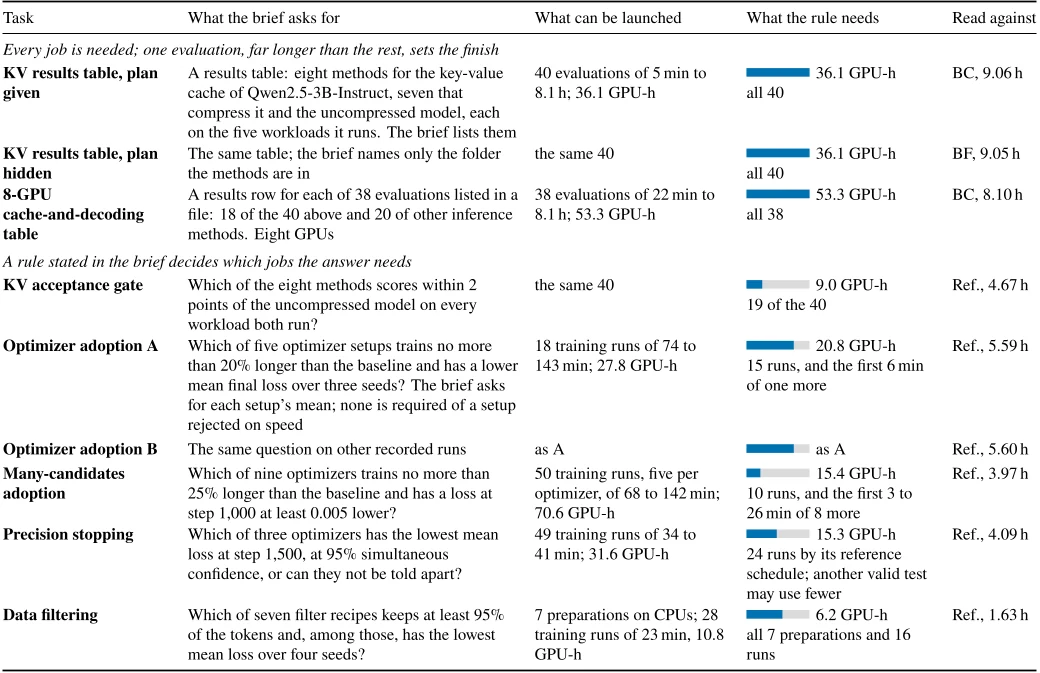 Task What the brief asks for What can be launched What the rule needs Read against
Every job is needed; one evaluation, far longer than the rest, sets the finish
KV results table, plan given
A results table: eight methods for the key-value cache of Qwen2.5-3B-Instruct, seven that compress it and the uncompressed model, each on the five workloads it runs. The brief lists them
40 evaluations of 5 min to 8.1 h; 36.1 GPU-h
36.1 GPU-h
all 40
BC, 9.06 h
KV results table, plan hidden
The same table; the brief names only the folder the methods are in
the same 40
36.1 GPU-h
all 40
BF, 9.05 h
8-GPU cache-and-decoding table
A results row for each of 38 evaluations listed in a file: 18 of the 40 above and 20 of other inference methods. Eight GPUs
38 evaluations of 22 min to 8.1 h; 53.3 GPU-h
53.3 GPU-h
all 38
BC, 8.10 h
A rule stated in the brief decides which jobs the answer needs
KV acceptance gate
Which of the eight methods scores within 2 points of the uncompressed model on every workload both run?
the same 40
9.0 GPU-h
19 of the 40
Ref., 4.67 h
Optimizer adoption A
Which of five optimizer setups trains no more than 20% longer than the baseline and has a lower mean final loss over three seeds? The brief asks for each setup's mean; none is required of a setup rejected on speed
18 training runs of 74 to 143 min; 27.8 GPU-h
20.8 GPU-h
15 runs, and the first 6 min of one more
Ref., 5.59 h
Optimizer adoption B
The same question on other recorded runs
as A
as A
Ref., 5.60 h
Many-candidates adoption
Which of nine optimizers trains no more than 25% longer than the baseline and has a loss at step 1,000 at least 0.005 lower?
50 training runs, five per optimizer, of 68 to 142 min; 70.6 GPU-h
15.4 GPU-h
10 runs, and the first 3 to 26 min of 8 more
Ref., 3.97 h
Precision stopping
Which of three optimizers has the lowest mean loss at step 1,500, at 95% simultaneous confidence, or can they not be told apart?
49 training runs of 34 to 41 min; 31.6 GPU-h
15.3 GPU-h
24 runs by its reference schedule; another valid test may use fewer
Ref., 4.09 h
Data filtering
Which of seven filter recipes keeps at least 95% of the tokens and, among those, has the lowest mean loss over four seeds?
7 preparations on CPUs; 28 training runs of 23 min, 10.8 GPU-h
6.2 GPU-h
all 7 preparations and 16 runs
Ref., 1.63 h